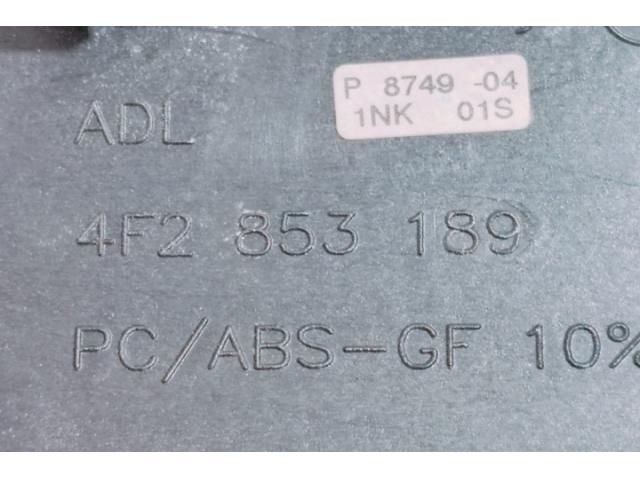 P 8749 -04
1NK 01S
ADL
4F2 853 189
PC/ABS-GF 10%